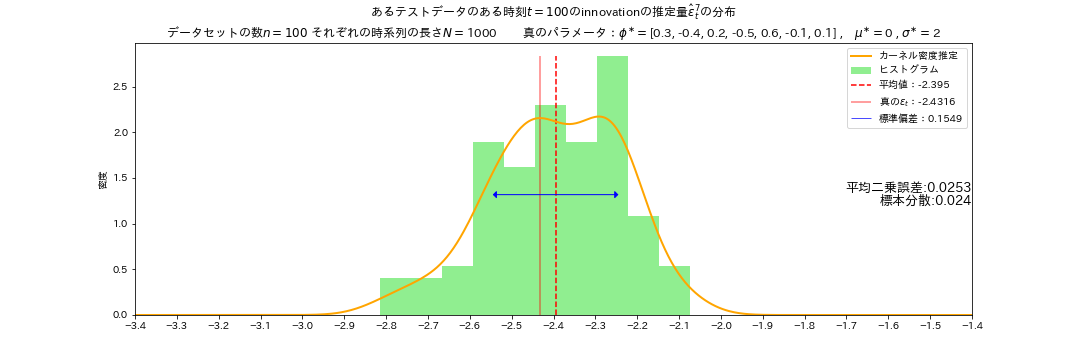 あるテストデータのある時刻t = 100のinnovationの推定量ε̂_t^7の分布
データセットの数n = 100 それぞれの時系列の長さN = 1000 真のパラメータ：ϕ* = [0.3, -0.4, 0.2, -0.5, 0.6, -0.1, 0.1] , μ* = 0 , σ* = 2
カーネル密度推定
ヒストグラム
平均値：-2.395
真のε_t：-2.4316
標準偏差：0.1549
平均二乗誤差:0.0253
標本分散:0.024
密度
2.5
2.0
1.5
1.0
0.5
0.0
−3.4 −3.3 −3.2 −3.1 −3.0 −2.9 −2.8 −2.7 −2.6 −2.5 −2.4 −2.3 −2.2 −2.1 −2.0 −1.9 −1.8 −1.7 −1.6 −1.5 −1.4